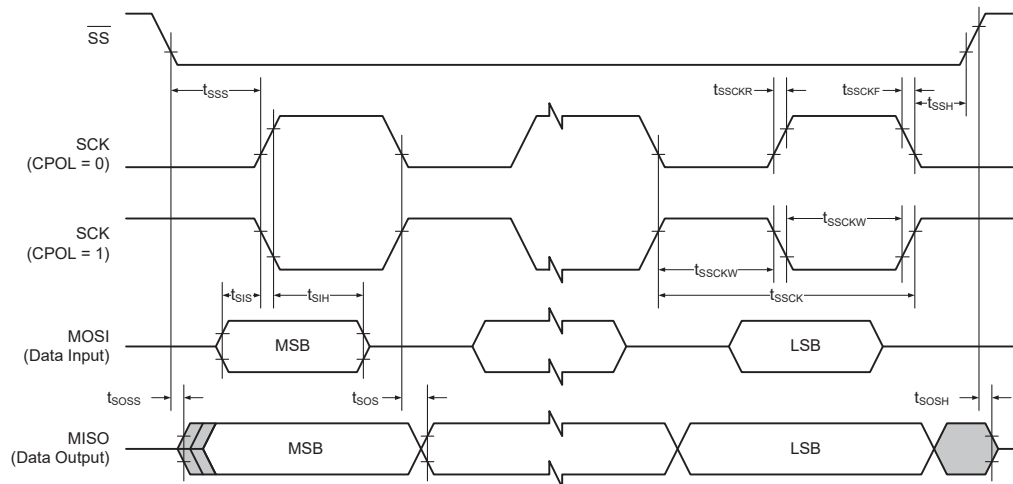 SS
tSSS
tSSCKR
tSSCKF
tSSH
SCK
(CPOL = 0)
SCK
(CPOL = 1)
tSSCKW
tSSCKW
tSSCK
tSIS
tSIH
MOSI
(Data Input)
MSB
LSB
tSOSS
tSOS
tSOSH
MISO
(Data Output)
MSB
LSB